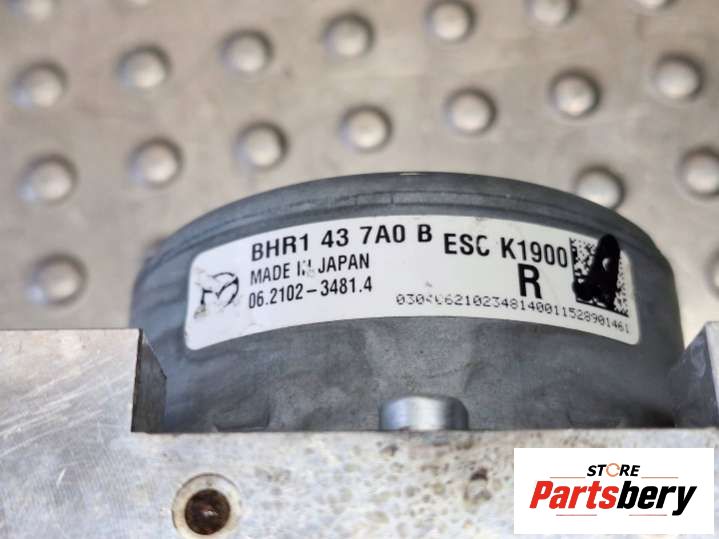 BHR1 43 7A0 B ESC K1900
MADE IN JAPAN R
06.2102-3481.4
STORE
Partsbery